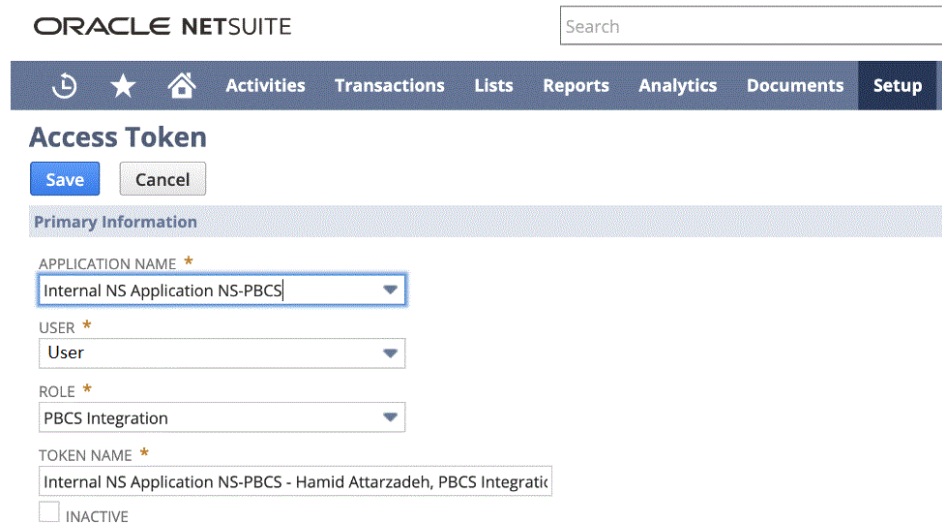 ORACLE NETSUITE
Search
Activities Transactions Lists Reports Analytics Documents Setup
Access Token
Save Cancel
Primary Information
APPLICATION NAME *
Internal NS Application NS-PBCS
USER *
User
ROLE *
PBCS Integration
TOKEN NAME *
Internal NS Application NS-PBCS - Hamid Attarzadeh, PBCS
INACTIVE